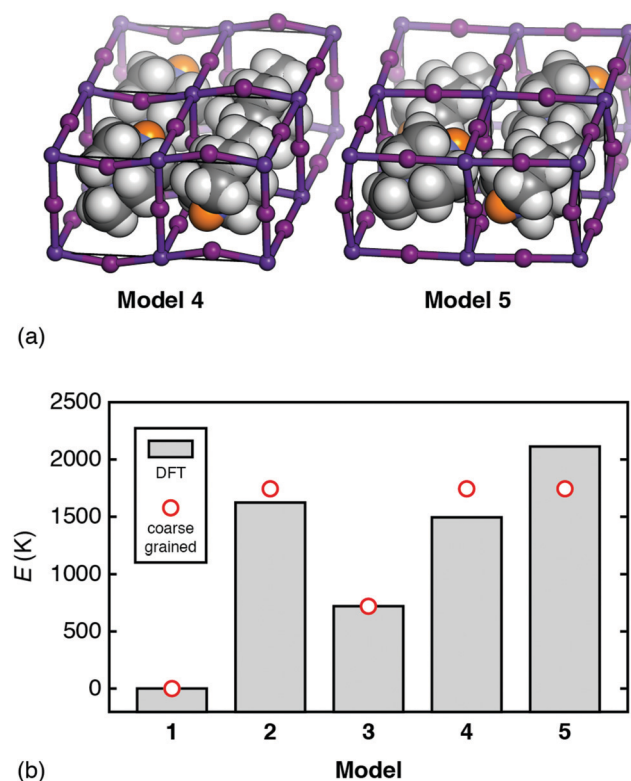 Model 4
Model 5
(a)
2500
2000
1500
1000
500
0
E (K)
DFT
coarse
grained
1 2 3 4 5
Model
(b)